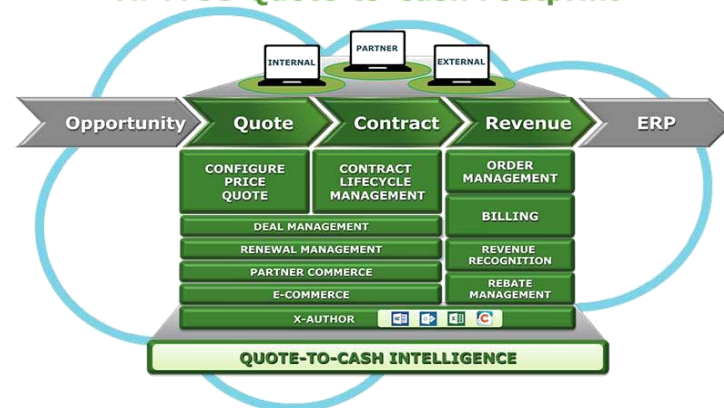 Quote-to-Cash Footprint
INTERNAL
PARTNER
EXTERNAL
Opportunity
Quote
Contract
Revenue
ERP
CONFIGURE
PRICE
QUOTE
CONTRACT
LIFECYCLE
MANAGEMENT
ORDER
MANAGEMENT
BILLING
REVENUE
RECOGNITION
REBATE
MANAGEMENT
DEAL MANAGEMENT
RENEWAL MANAGEMENT
PARTNER COMMERCE
E-COMMERCE
X-AUTHOR
QUOTE-TO-CASH INTELLIGENCE